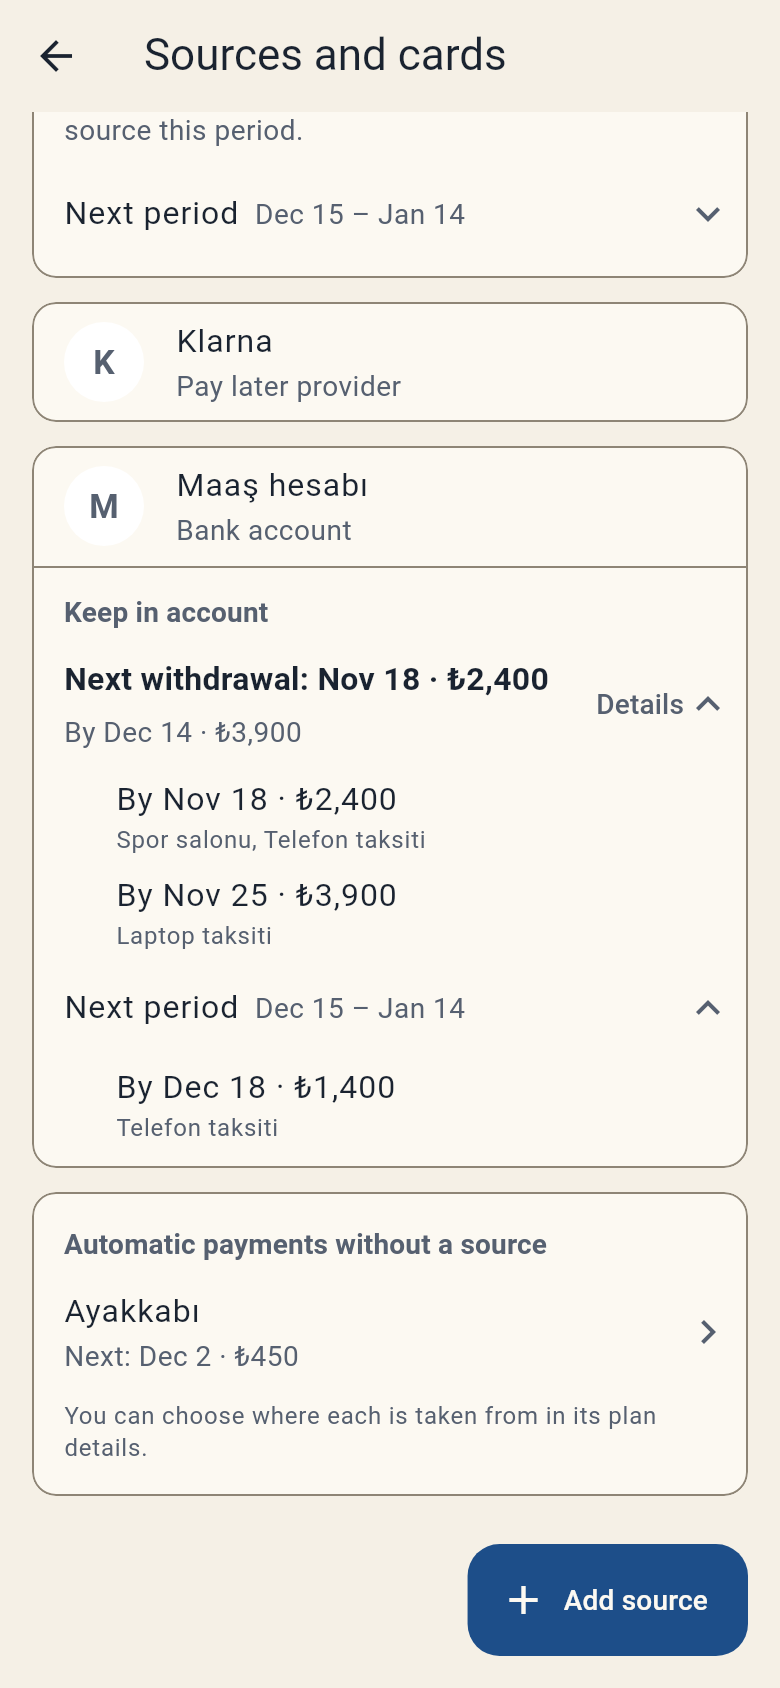 Sources and cards
source this period.
Next period Dec 15 – Jan 14
K
Klarna
Pay later provider
M
Maaş hesabı
Bank account
Keep in account
Next withdrawal: Nov 18 · ₺2,400
Details
By Dec 14 · ₺3,900
By Nov 18 · ₺2,400
Spor salonu, Telefon taksiti
By Nov 25 · ₺3,900
Laptop taksiti
Next period Dec 15 – Jan 14
By Dec 18 · ₺1,400
Telefon taksiti
Automatic payments without a source
Ayakkabı
Next: Dec 2 · ₺450
You can choose where each is taken from in its plan
details.
Add source